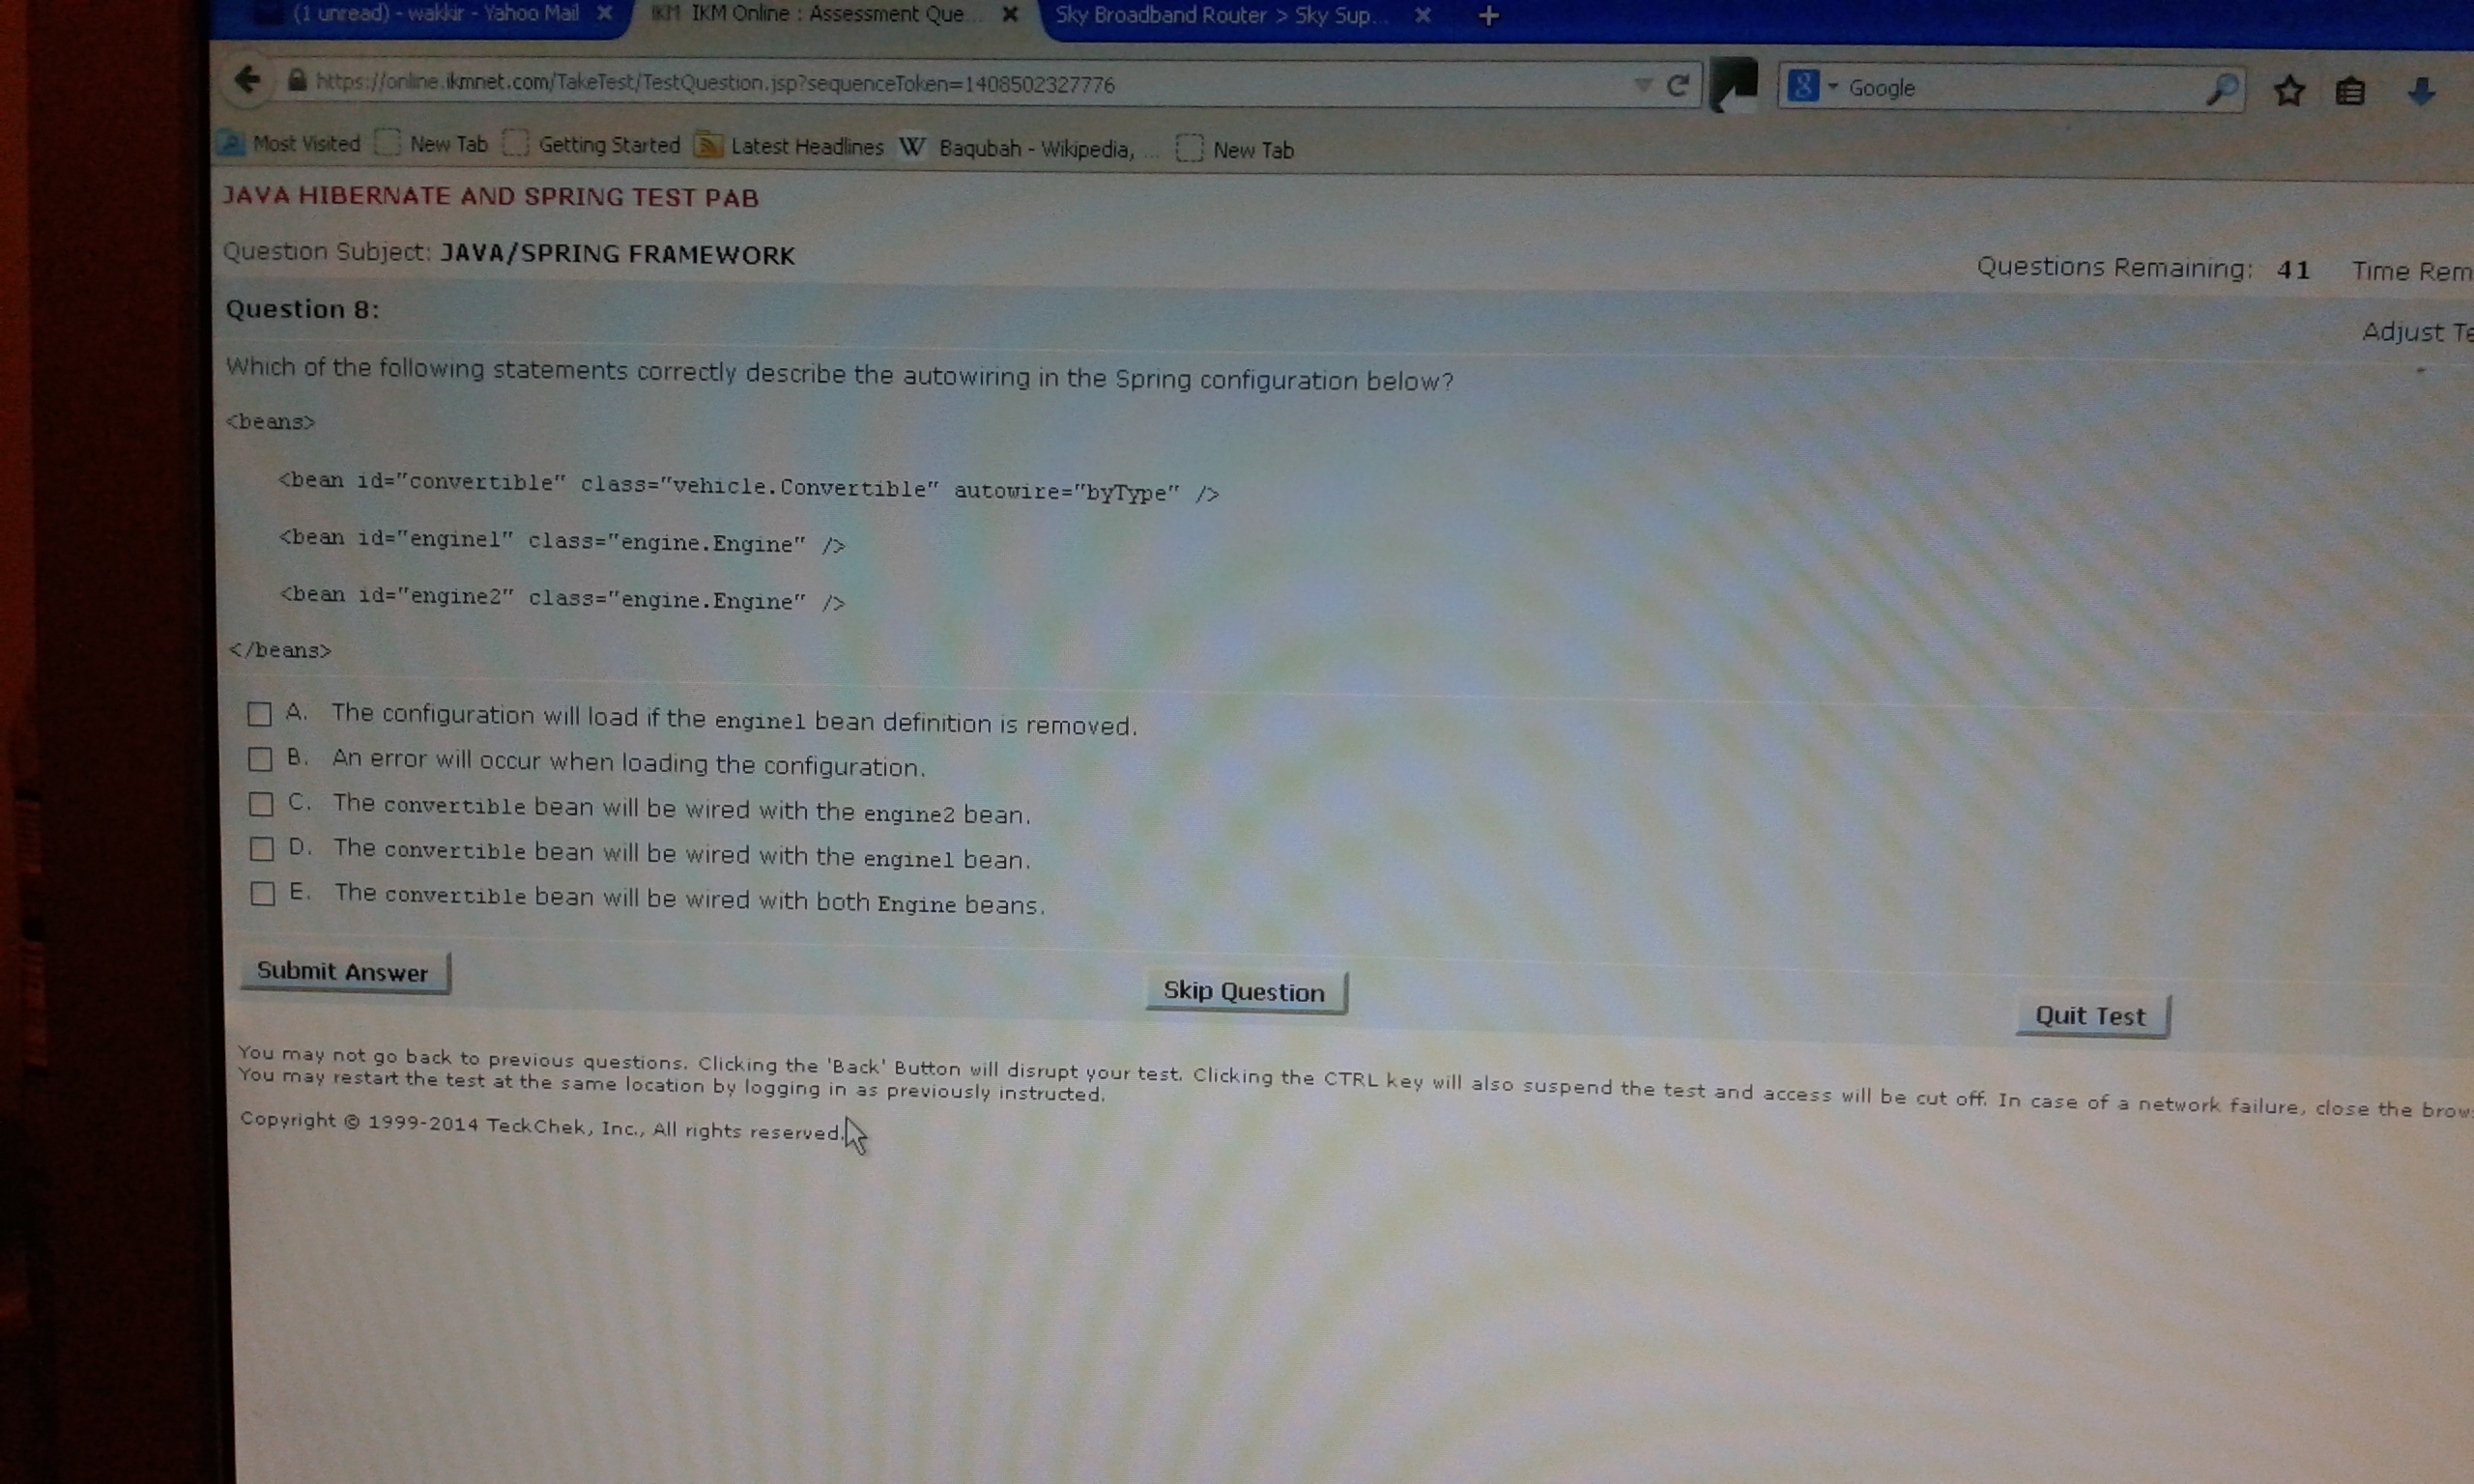 (1 unread) - wakkir - Yahoo Mail
IKM IKM Online : Assessment Que...
Sky Broadband Router > Sky Sup...
https://online.ikmnet.com/TakeTest/TestQuestion.jsp?sequenceToken=1408502327776
Google
Most Visited New Tab Getting Started Latest Headlines W Baqubah - Wikipedia, ... New Tab
JAVA HIBERNATE AND SPRING TEST PAB
Question Subject: JAVA/SPRING FRAMEWORK
Questions Remaining: 41 Time Rem
Question 8:
Adjust Te
Which of the following statements correctly describe the autowiring in the Spring configuration below?
<beans>
<bean id="convertible" class="vehicle.Convertible" autowire="byType" />
<bean id="engine1" class="engine.Engine" />
<bean id="engine2" class="engine.Engine" />
</beans>
A. The configuration will load if the engine1 bean definition is removed.
B. An error will occur when loading the configuration.
C. The convertible bean will be wired with the engine2 bean.
D. The convertible bean will be wired with the engine1 bean.
E. The convertible bean will be wired with both Engine beans.
Submit Answer
Skip Question
Quit Test
You may not go back to previous questions. Clicking the 'Back' Button will disrupt your test. Clicking the CTRL key will also suspend the test and access will be cut off. In case of a network failure, close the brow
You may restart the test at the same location by logging in as previously instructed.
Copyright © 1999-2014 TeckChek, Inc., All rights reserved.